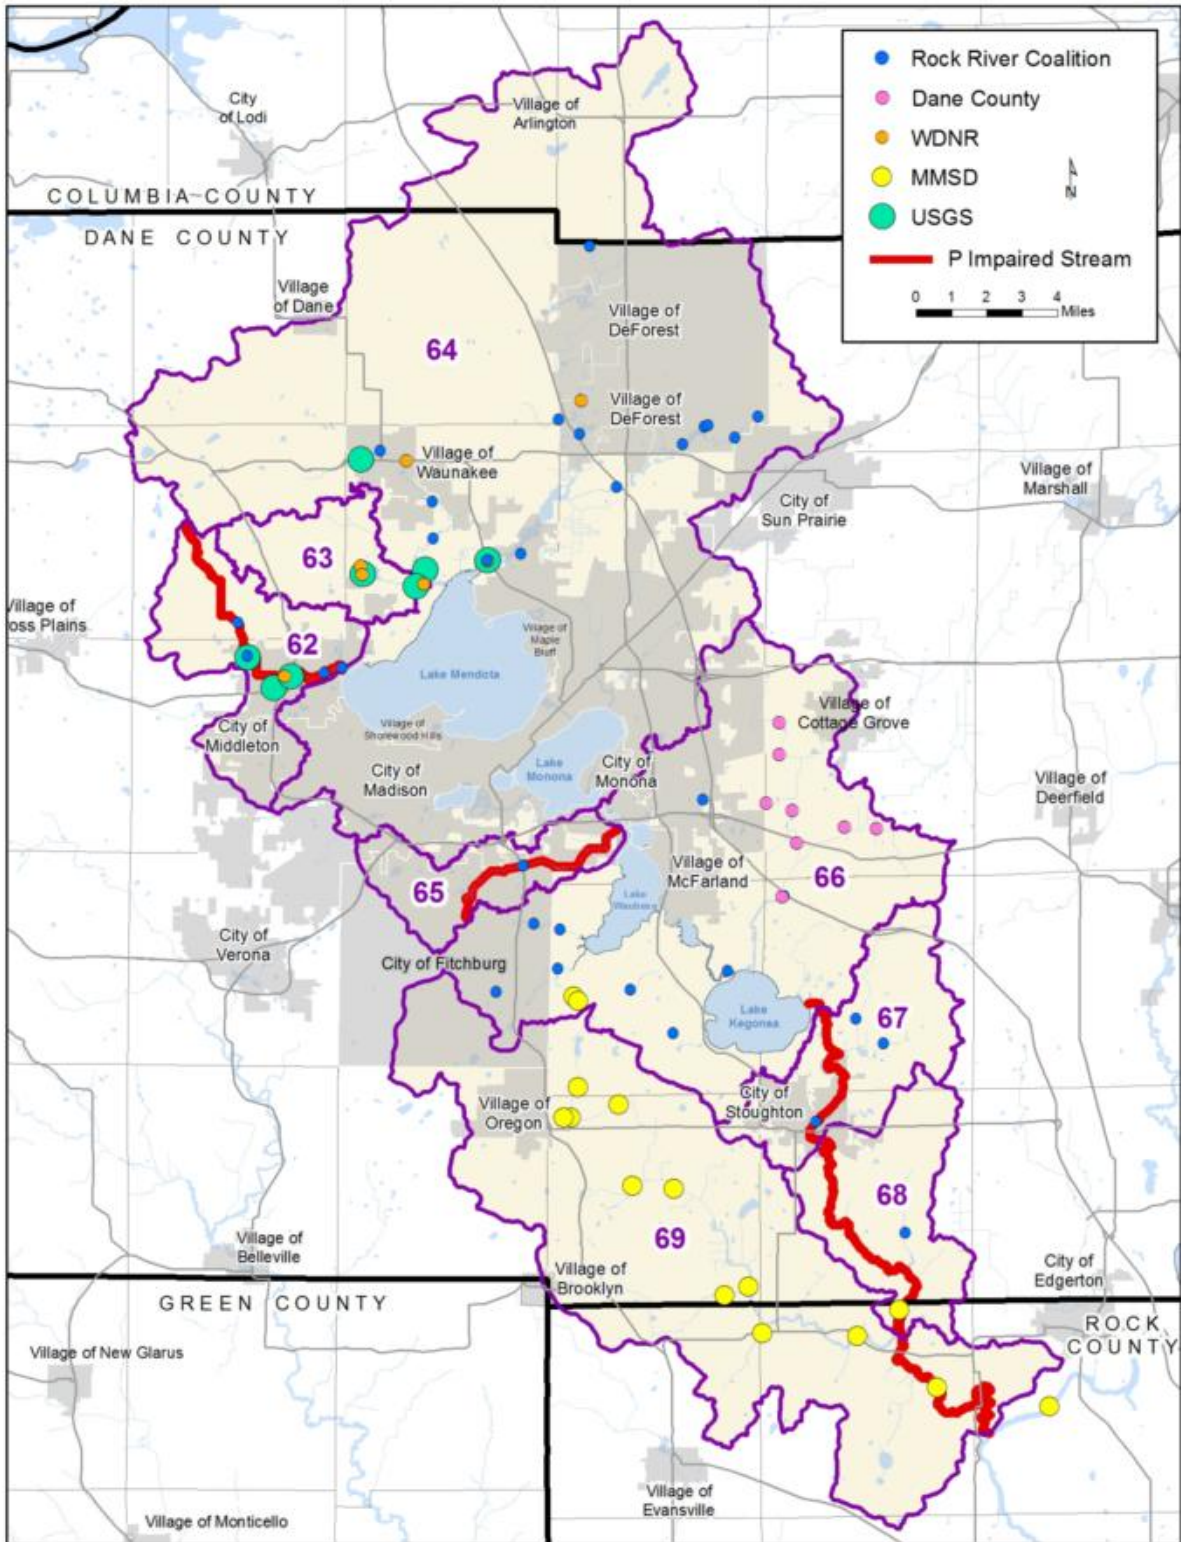 Rock River Coalition
Dane County
WDNR
MMSD
USGS
P Impaired Stream
N
0 1 2 3 4
Miles
City
of Lodi
Village of
Arlington
COLUMBIA COUNTY
DANE COUNTY
Village
of Dane
Village of
DeForest
64
Village of
DeForest
Village of
Waunakee
Village of
Marshall
City of
Sun Prairie
63
Village of
oss Plains
62
Village of
Maple
Bluff
Lake Mendota
Village of
Cottage Grove
City of
Middleton
Village of
Shorewood Hills
Lake
Monona
City of
Monona
City of
Madison
Village of
Deerfield
Village of
McFarland
66
65
Lake
Waubesa
City of
Verona
City of Fitchburg
Lake
Kegonsa
67
City of
Stoughton
Village of
Oregon
68
69
Village of
Belleville
Village of
Brooklyn
City of
Edgerton
GREEN COUNTY
ROCK
COUNTY
Village of New Glarus
Village of
Evansville
Village of Monticello